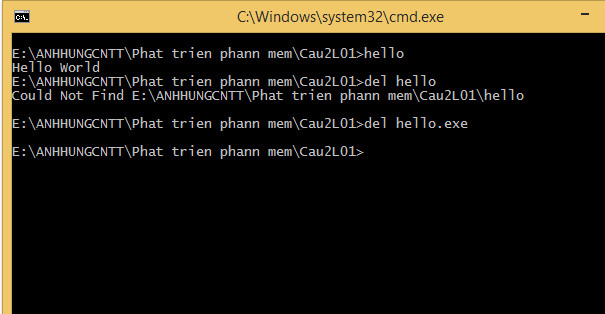 C:\Windows\system32\cmd.exe
E:\ANHHUNGCNTT\Phat trien phann mem\Cau2L01>hello
Hello World
E:\ANHHUNGCNTT\Phat trien phann mem\Cau2L01>del hello
Could Not Find E:\ANHHUNGCNTT\Phat trien phann mem\Cau2L01\hello
E:\ANHHUNGCNTT\Phat trien phann mem\Cau2L01>del hello.exe
E:\ANHHUNGCNTT\Phat trien phann mem\Cau2L01>